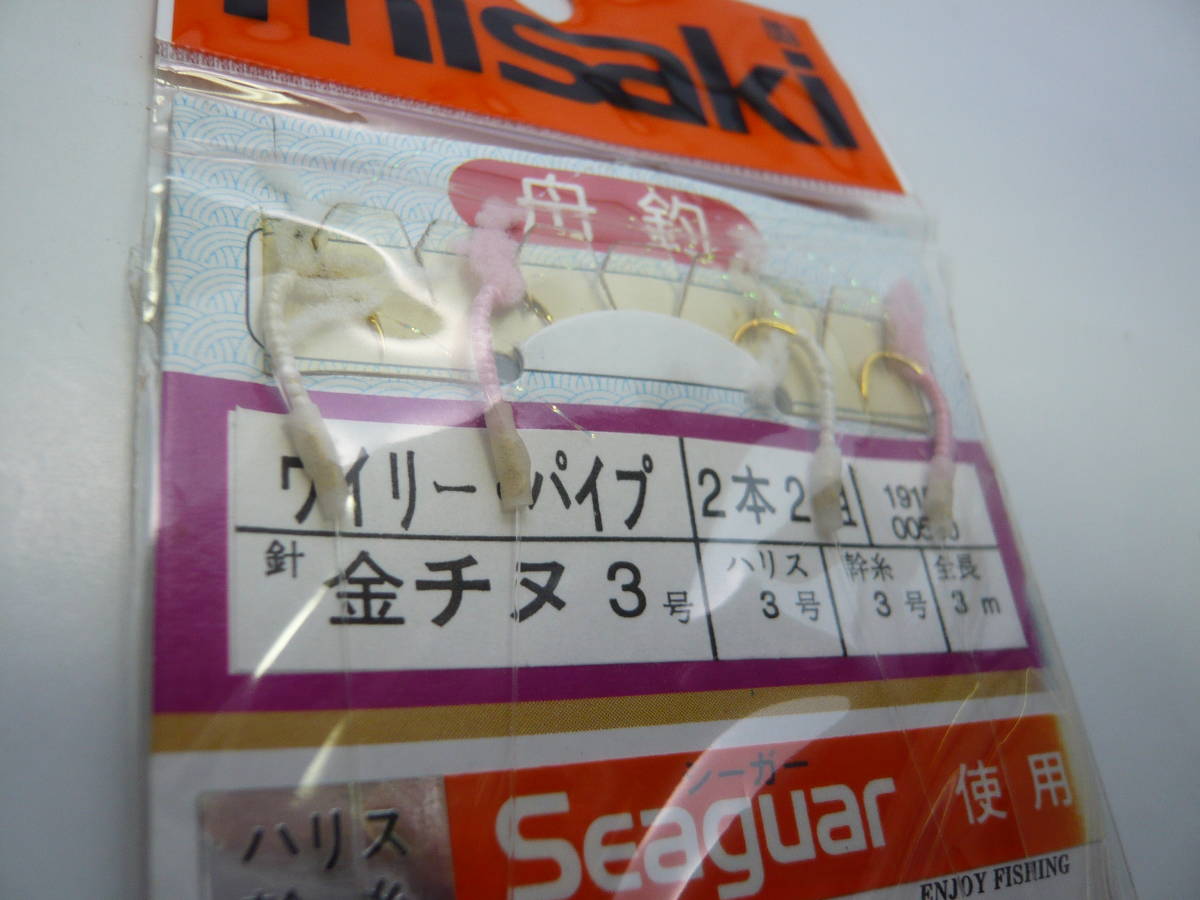 misaki
舟釣
ワイリー・パイプ 2本2組
針 金チヌ 3号
ハリス 3号
幹糸 3号
全長 3m
シーガー
Seaguar 使用
ハリス
ENJOY FISHING